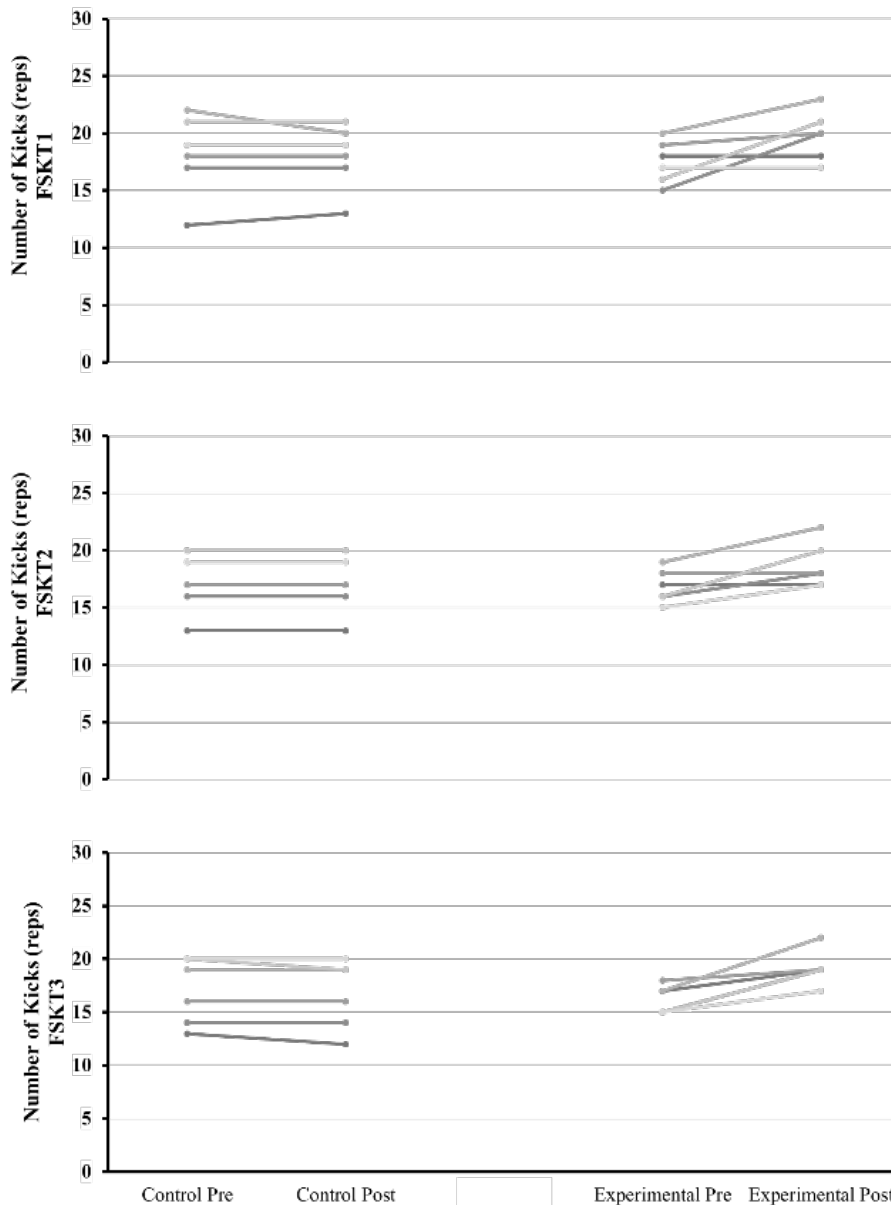 Number of Kicks (reps)
FSKT1
30
25
20
15
10
5
0
Number of Kicks (reps)
FSKT2
30
25
20
15
10
5
0
Number of Kicks (reps)
FSKT3
30
25
20
15
10
5
0
Control Pre
Control Post
Experimental Pre
Experimental Post